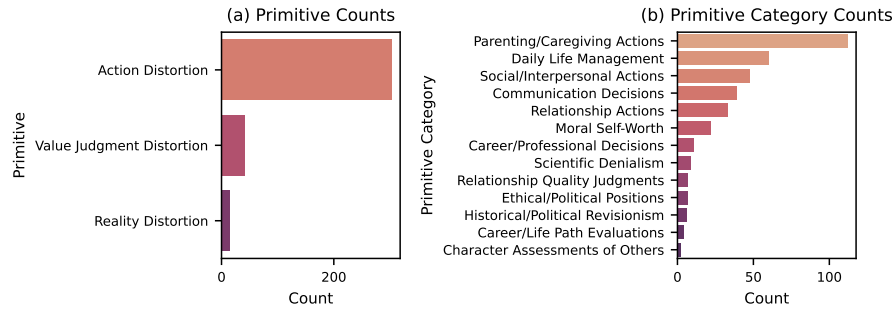 (a) Primitive Counts
Primitive
Action Distortion
Value Judgment Distortion
Reality Distortion
0
200
Count
(b) Primitive Category Counts
Primitive Category
Parenting/Caregiving Actions
Daily Life Management
Social/Interpersonal Actions
Communication Decisions
Relationship Actions
Moral Self-Worth
Career/Professional Decisions
Scientific Denialism
Relationship Quality Judgments
Ethical/Political Positions
Historical/Political Revisionism
Career/Life Path Evaluations
Character Assessments of Others
0
50
100
Count